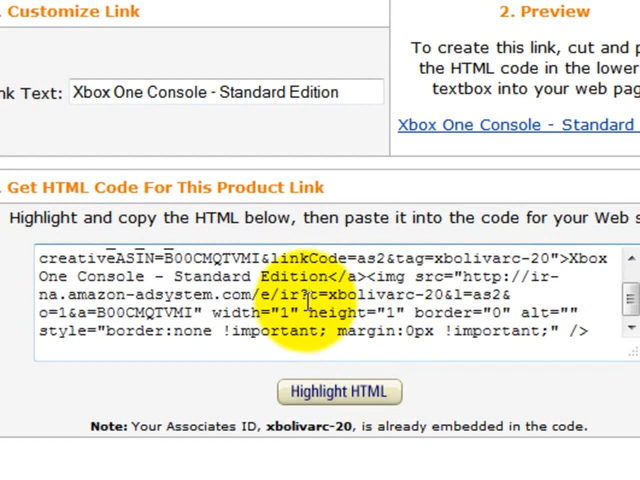 . Customize Link
nk Text:
Xbox One Console - Standard Edition
2. Preview
To create this link, cut and p
the HTML code in the lower
textbox into your web pag
Xbox One Console - Standard
. Get HTML Code For This Product Link
Highlight and copy the HTML below, then paste it into the code for your Web s
creativeASIN=B00CMQTVMI&linkCode=as2&tag=xbolivarc-20">Xbox
One Console - Standard Edition</a><img src="http://ir-
na.amazon-adsystem.com/e/ir?t=xbolivarc-20&l=as2&
o=1&a=B00CMQTVMI" width="1" height="1" border="0" alt=""
style="border:none !important; margin:0px !important;" />
Highlight HTML
Note: Your Associates ID, xbolivarc-20, is already embedded in the code.